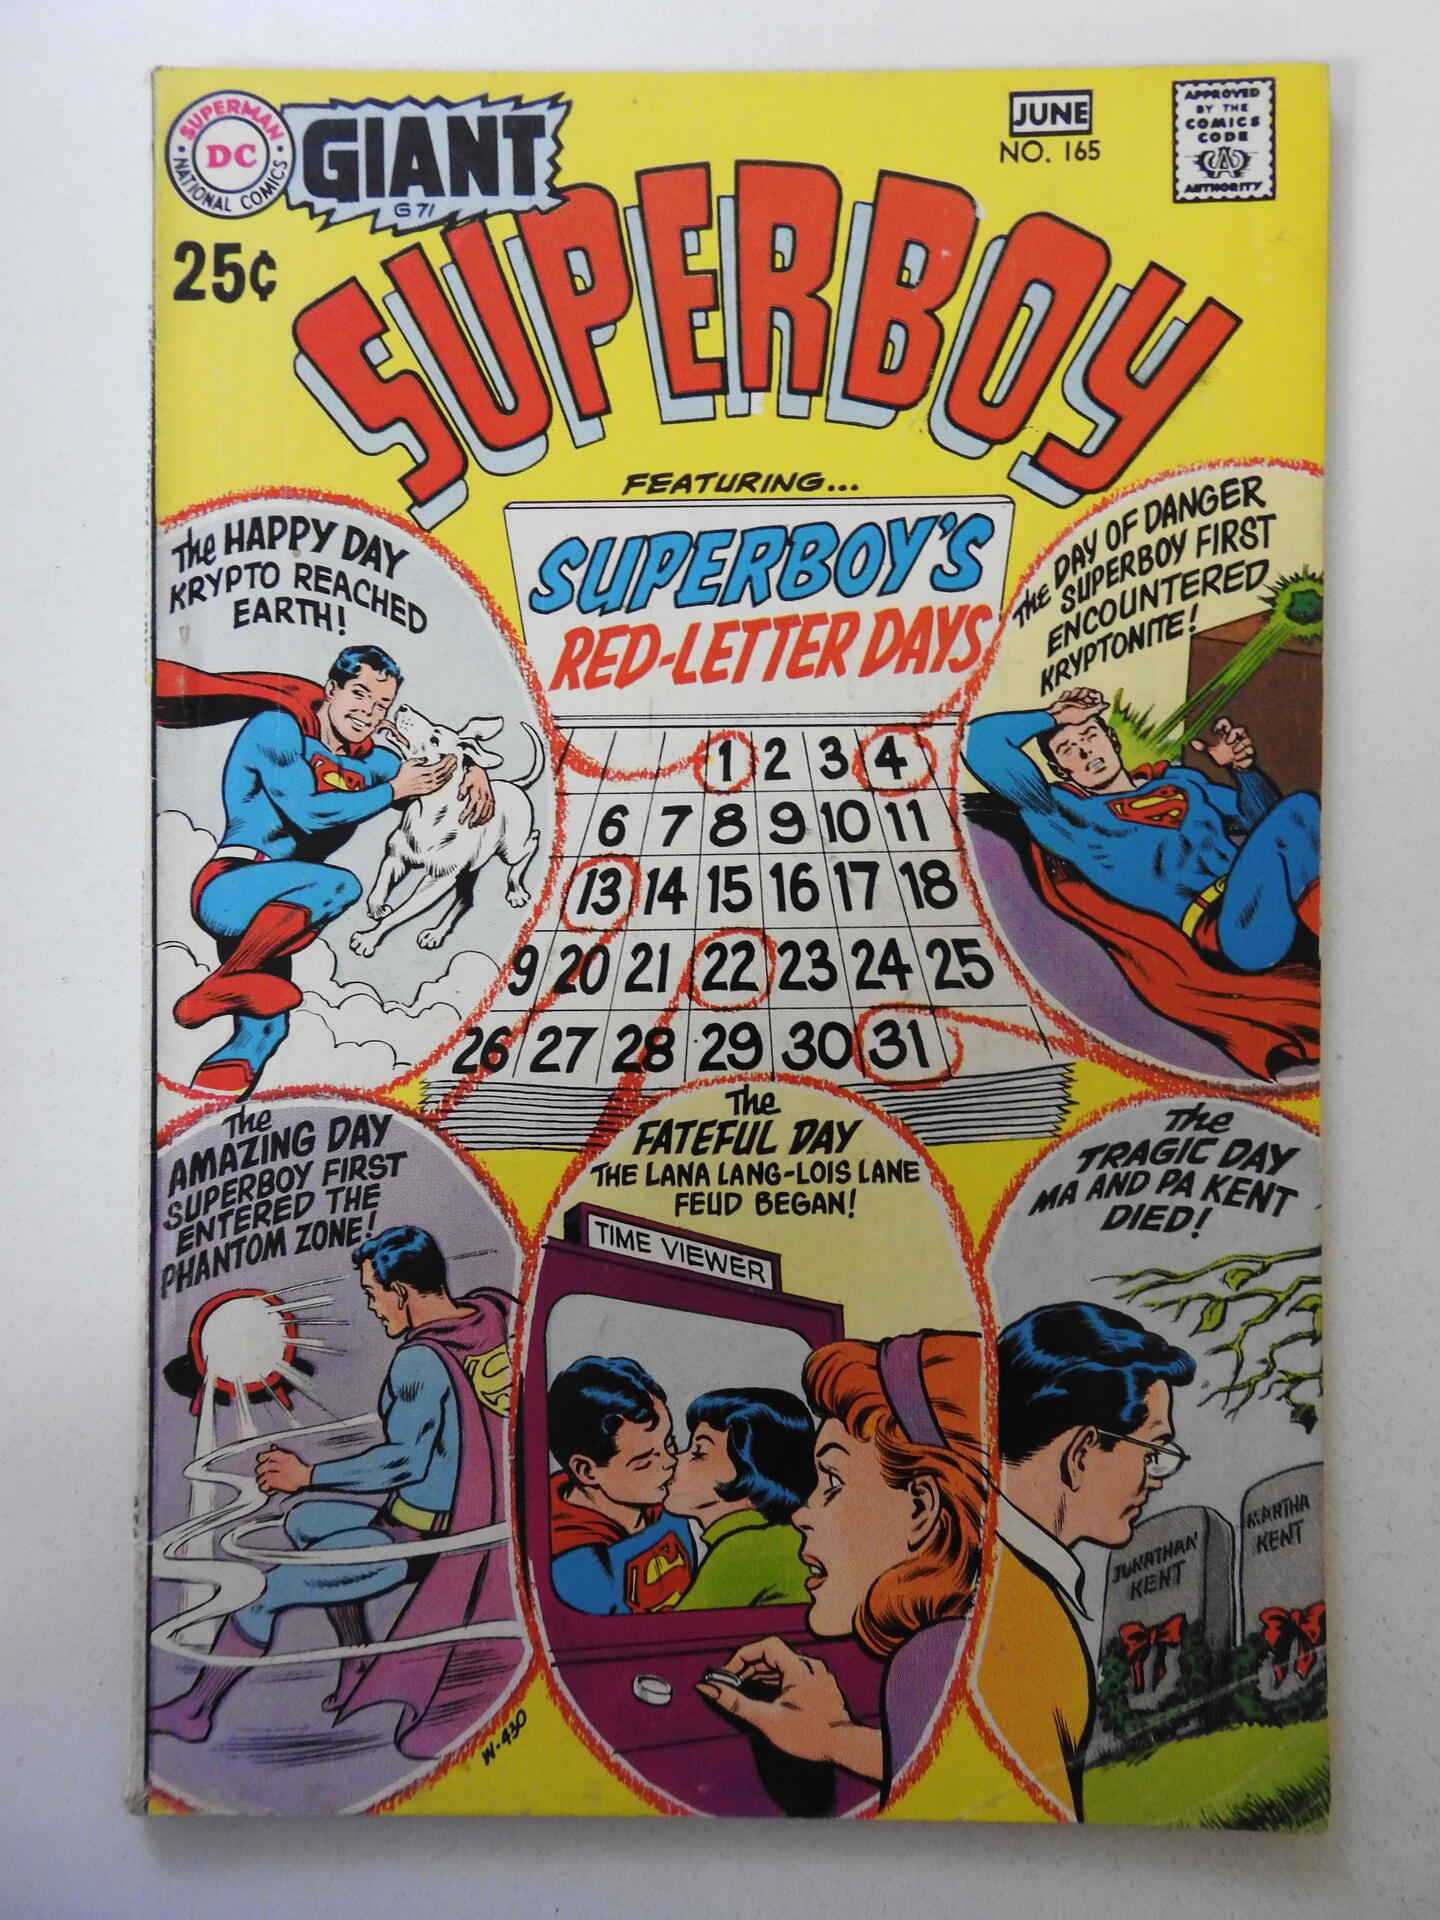 SUPERMAN
DC
NATIONAL COMICS
GIANT
G 71
25¢
JUNE
NO. 165
APPROVED
BY THE
COMICS
CODE
CA
AUTHORITY
SUPERBOY
FEATURING...
SUPERBOY'S
RED-LETTER DAYS
The HAPPY DAY
KRYPTO REACHED
EARTH!
THE DAY OF DANGER
SUPERBOY FIRST
ENCOUNTERED
KRYPTONITE!
1 2 3 4
6 7 8 9 10 11
13 14 15 16 17 18
9 20 21 22 23 24 25
26 27 28 29 30 31
The
AMAZING DAY
SUPERBOY FIRST
ENTERED THE
PHANTOM ZONE!
The
FATEFUL DAY
THE LANA LANG-LOIS LANE
FEUD BEGAN!
TIME VIEWER
The
TRAGIC DAY
MA AND PA KENT
DIED!
JONATHAN
KENT
MARTHA
KENT
W-430